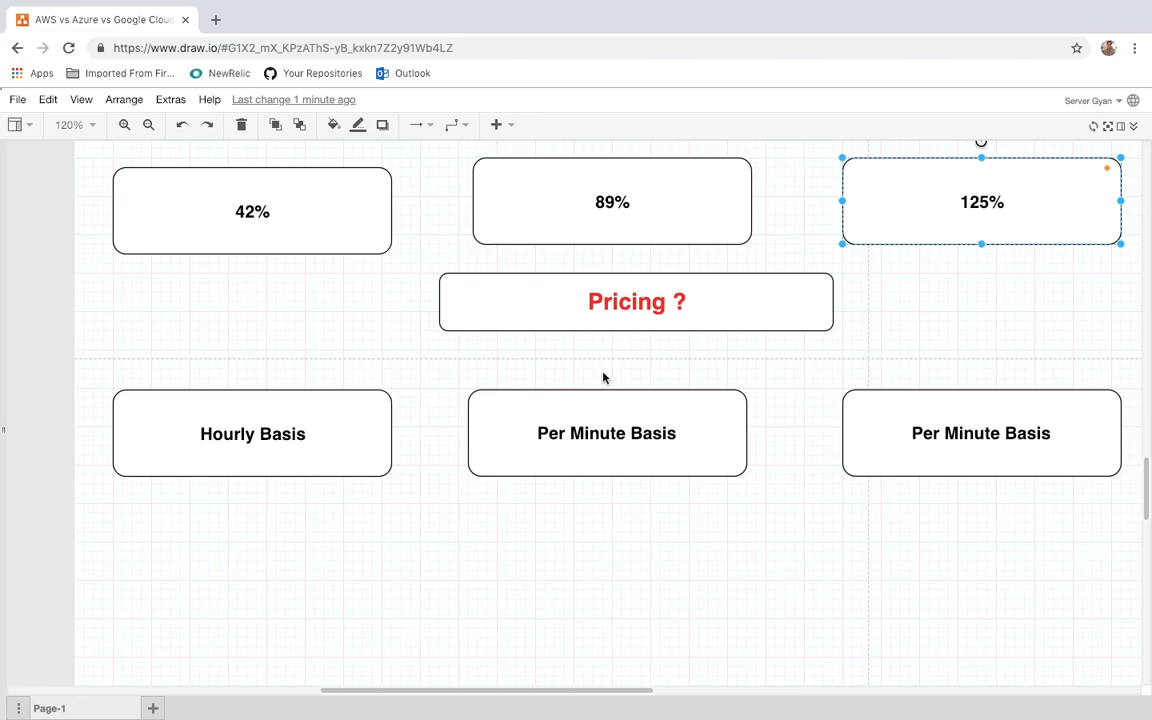 AWS vs Azure vs Google Cloud
https://www.draw.io/#G1X2_mX_KPzAThS-yB_kxkn7Z2y91Wb4LZ
Apps Imported From Fir... NewRelic Your Repositories Outlook
File Edit View Arrange Extras Help Last change 1 minute ago Server Gyan
120%
42% 89% 125%
Pricing ?
Hourly Basis Per Minute Basis Per Minute Basis
Page-1